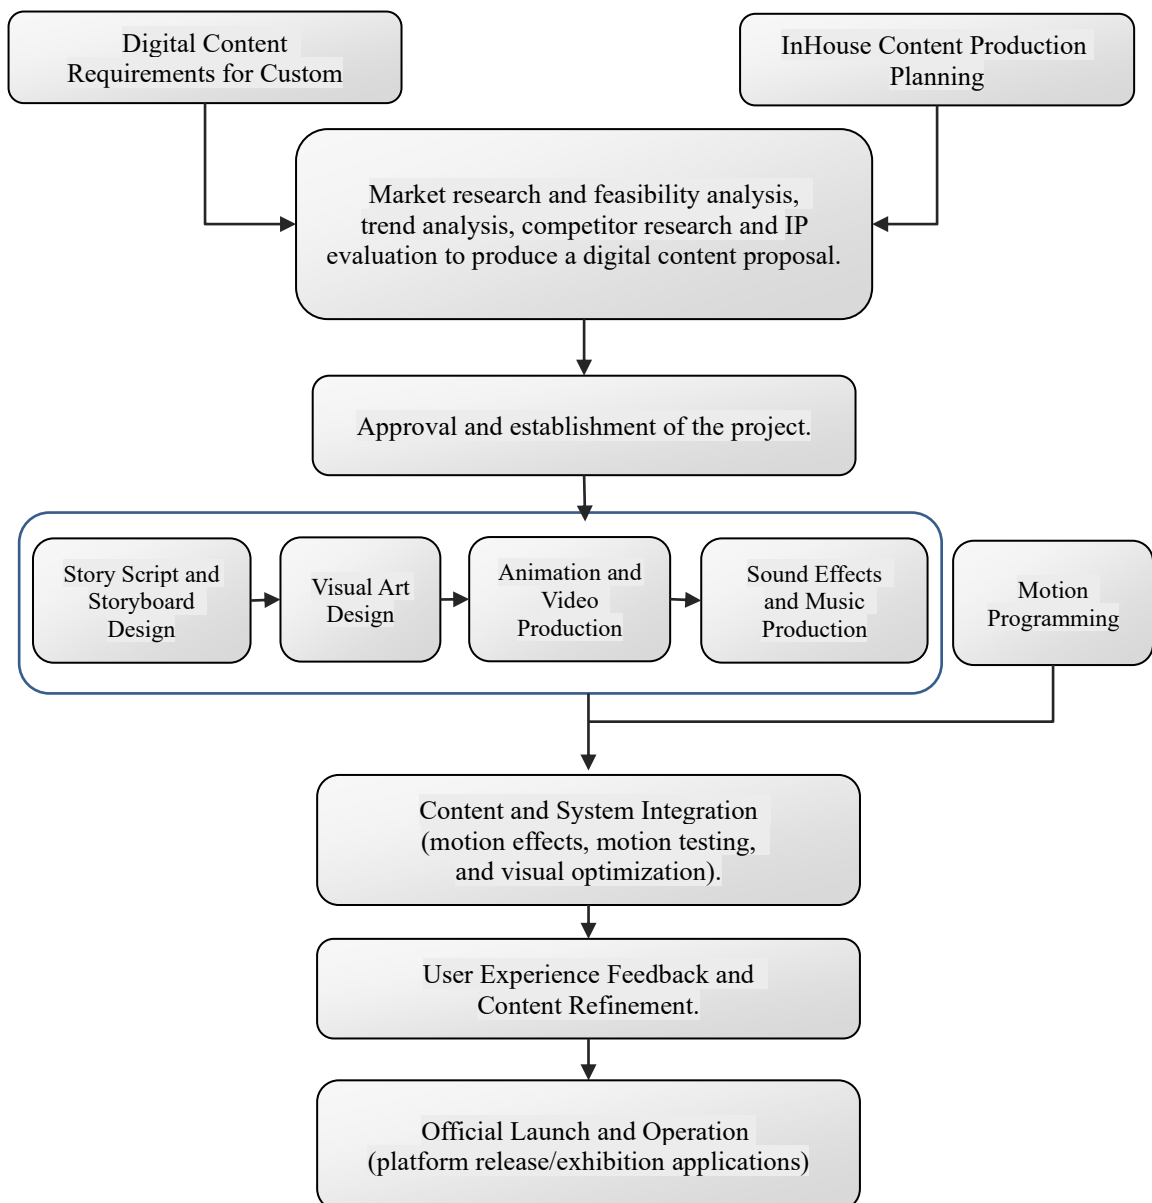 Digital Content
Requirements for Custom
InHouse Content Production
Planning
Market research and feasibility analysis,
trend analysis, competitor research and IP
evaluation to produce a digital content proposal.
Approval and establishment of the project.
Story Script and
Storyboard
Design
Visual Art
Design
Animation and
Video
Production
Sound Effects
and Music
Production
Motion
Programming
Content and System Integration
(motion effects, motion testing,
and visual optimization).
User Experience Feedback and
Content Refinement.
Official Launch and Operation
(platform release/exhibition applications)